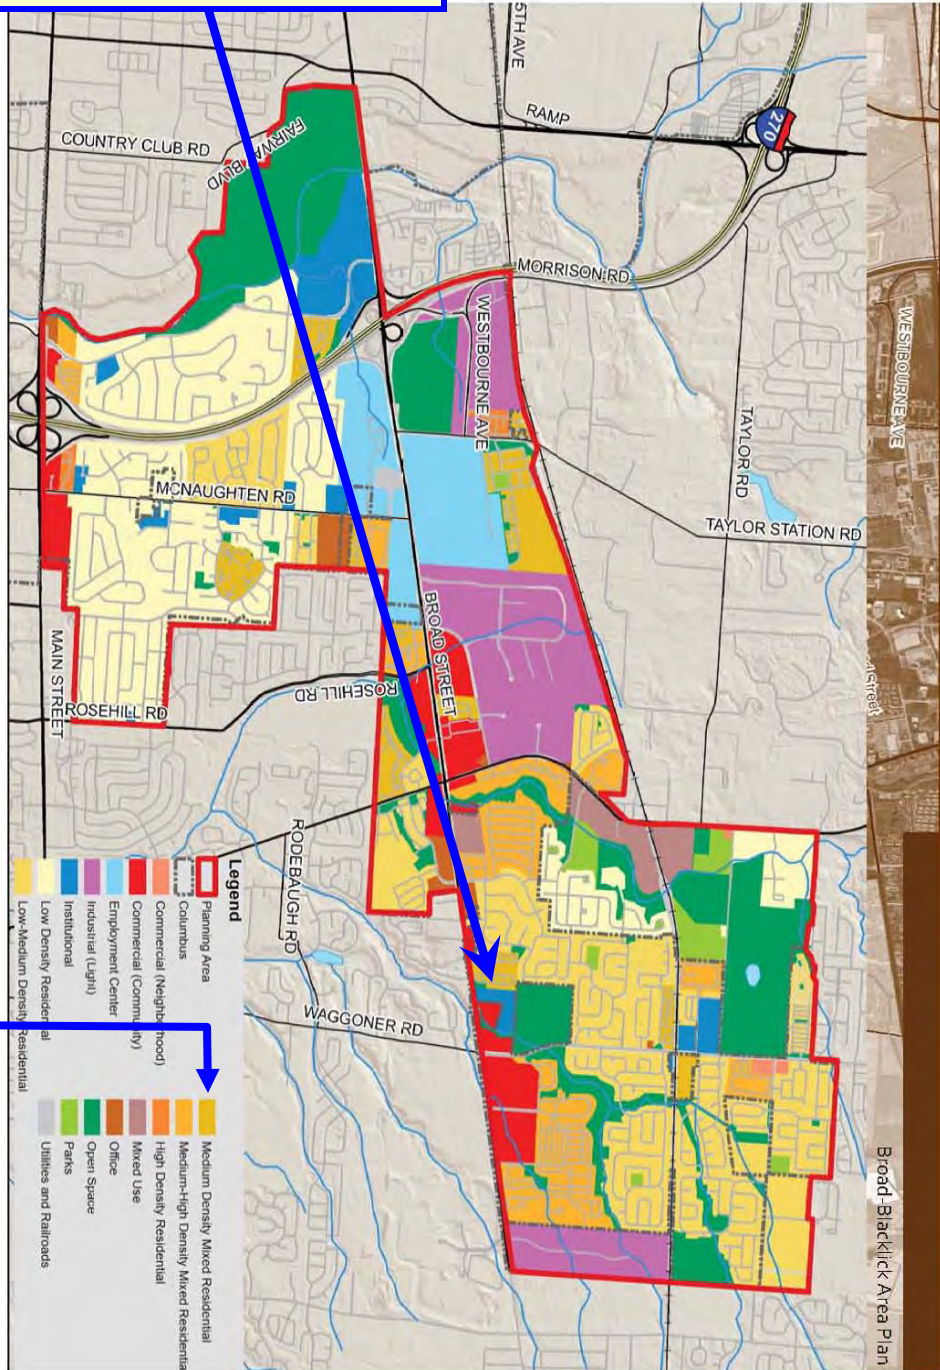 5TH AVE
RAMP
270
COUNTRY CLUB RD
FAIRWAY BLVD
MORRISON RD
WESTBOURNE AVE
WESTBOURNE AVE
TAYLOR RD
MCNAUGHTEN RD
TAYLOR STATION RD
BROAD STREET
MAIN STREET
ROSEHILL RD
ROSEHILL RD
RODEBAUGH RD
WAGGONER RD
Street
Broad-Blacklick Area Plan
Legend
Planning Area
Columbus
Commercial (Neighborhood)
Commercial (Community)
Employment Center
Industrial (Light)
Institutional
Low Density Residential
Low-Medium Density Residential
Medium Density Mixed Residential
Medium-High Density Mixed Residential
High Density Residential
Mixed Use
Office
Open Space
Parks
Utilities and Railroads